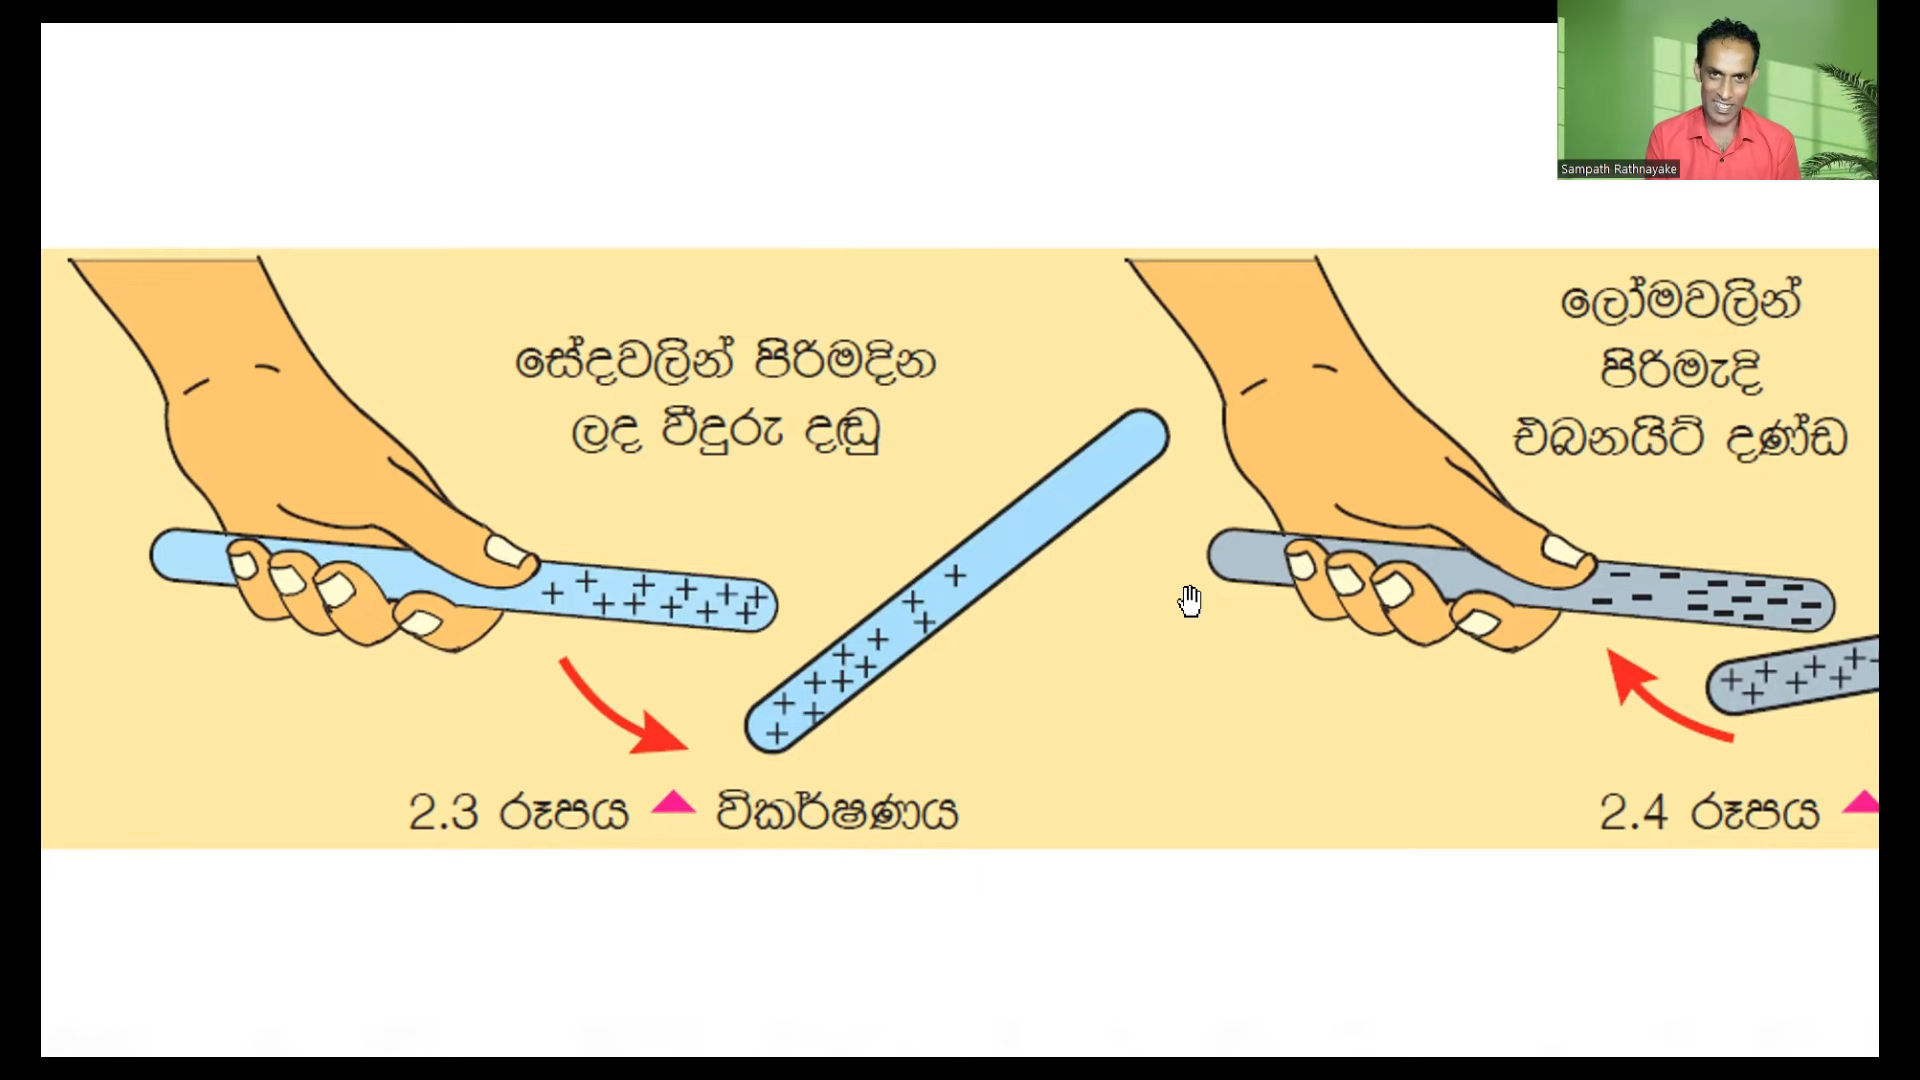 Sampath Rathnayake
සේදවලින් පිරිමදින
ලද වීදුරු දඬු
ලෝමවලින්
පිරිමැදි
එබනයිට් දණ්ඩ
2.3 රූපය ▲ විකර්ෂණය
2.4 රූපය ▲